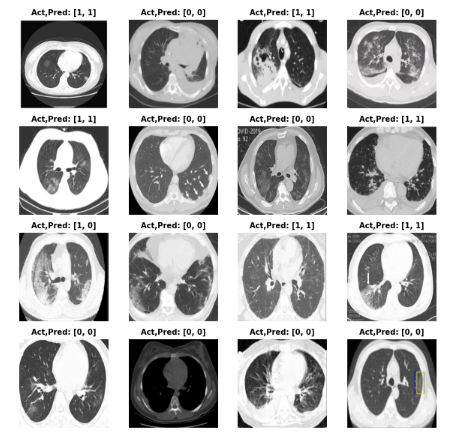 Act,Pred: [1, 1] Act,Pred: [0, 0] Act,Pred: [1, 1] Act,Pred: [0, 0]
Act,Pred: [1, 1] Act,Pred: [0, 0] Act,Pred: [0, 0] Act,Pred: [1, 1]
Act,Pred: [1, 0] Act,Pred: [0, 0] Act,Pred: [1, 1] Act,Pred: [1, 1]
Act,Pred: [0, 0] Act,Pred: [0, 0] Act,Pred: [0, 0] Act,Pred: [0, 0]